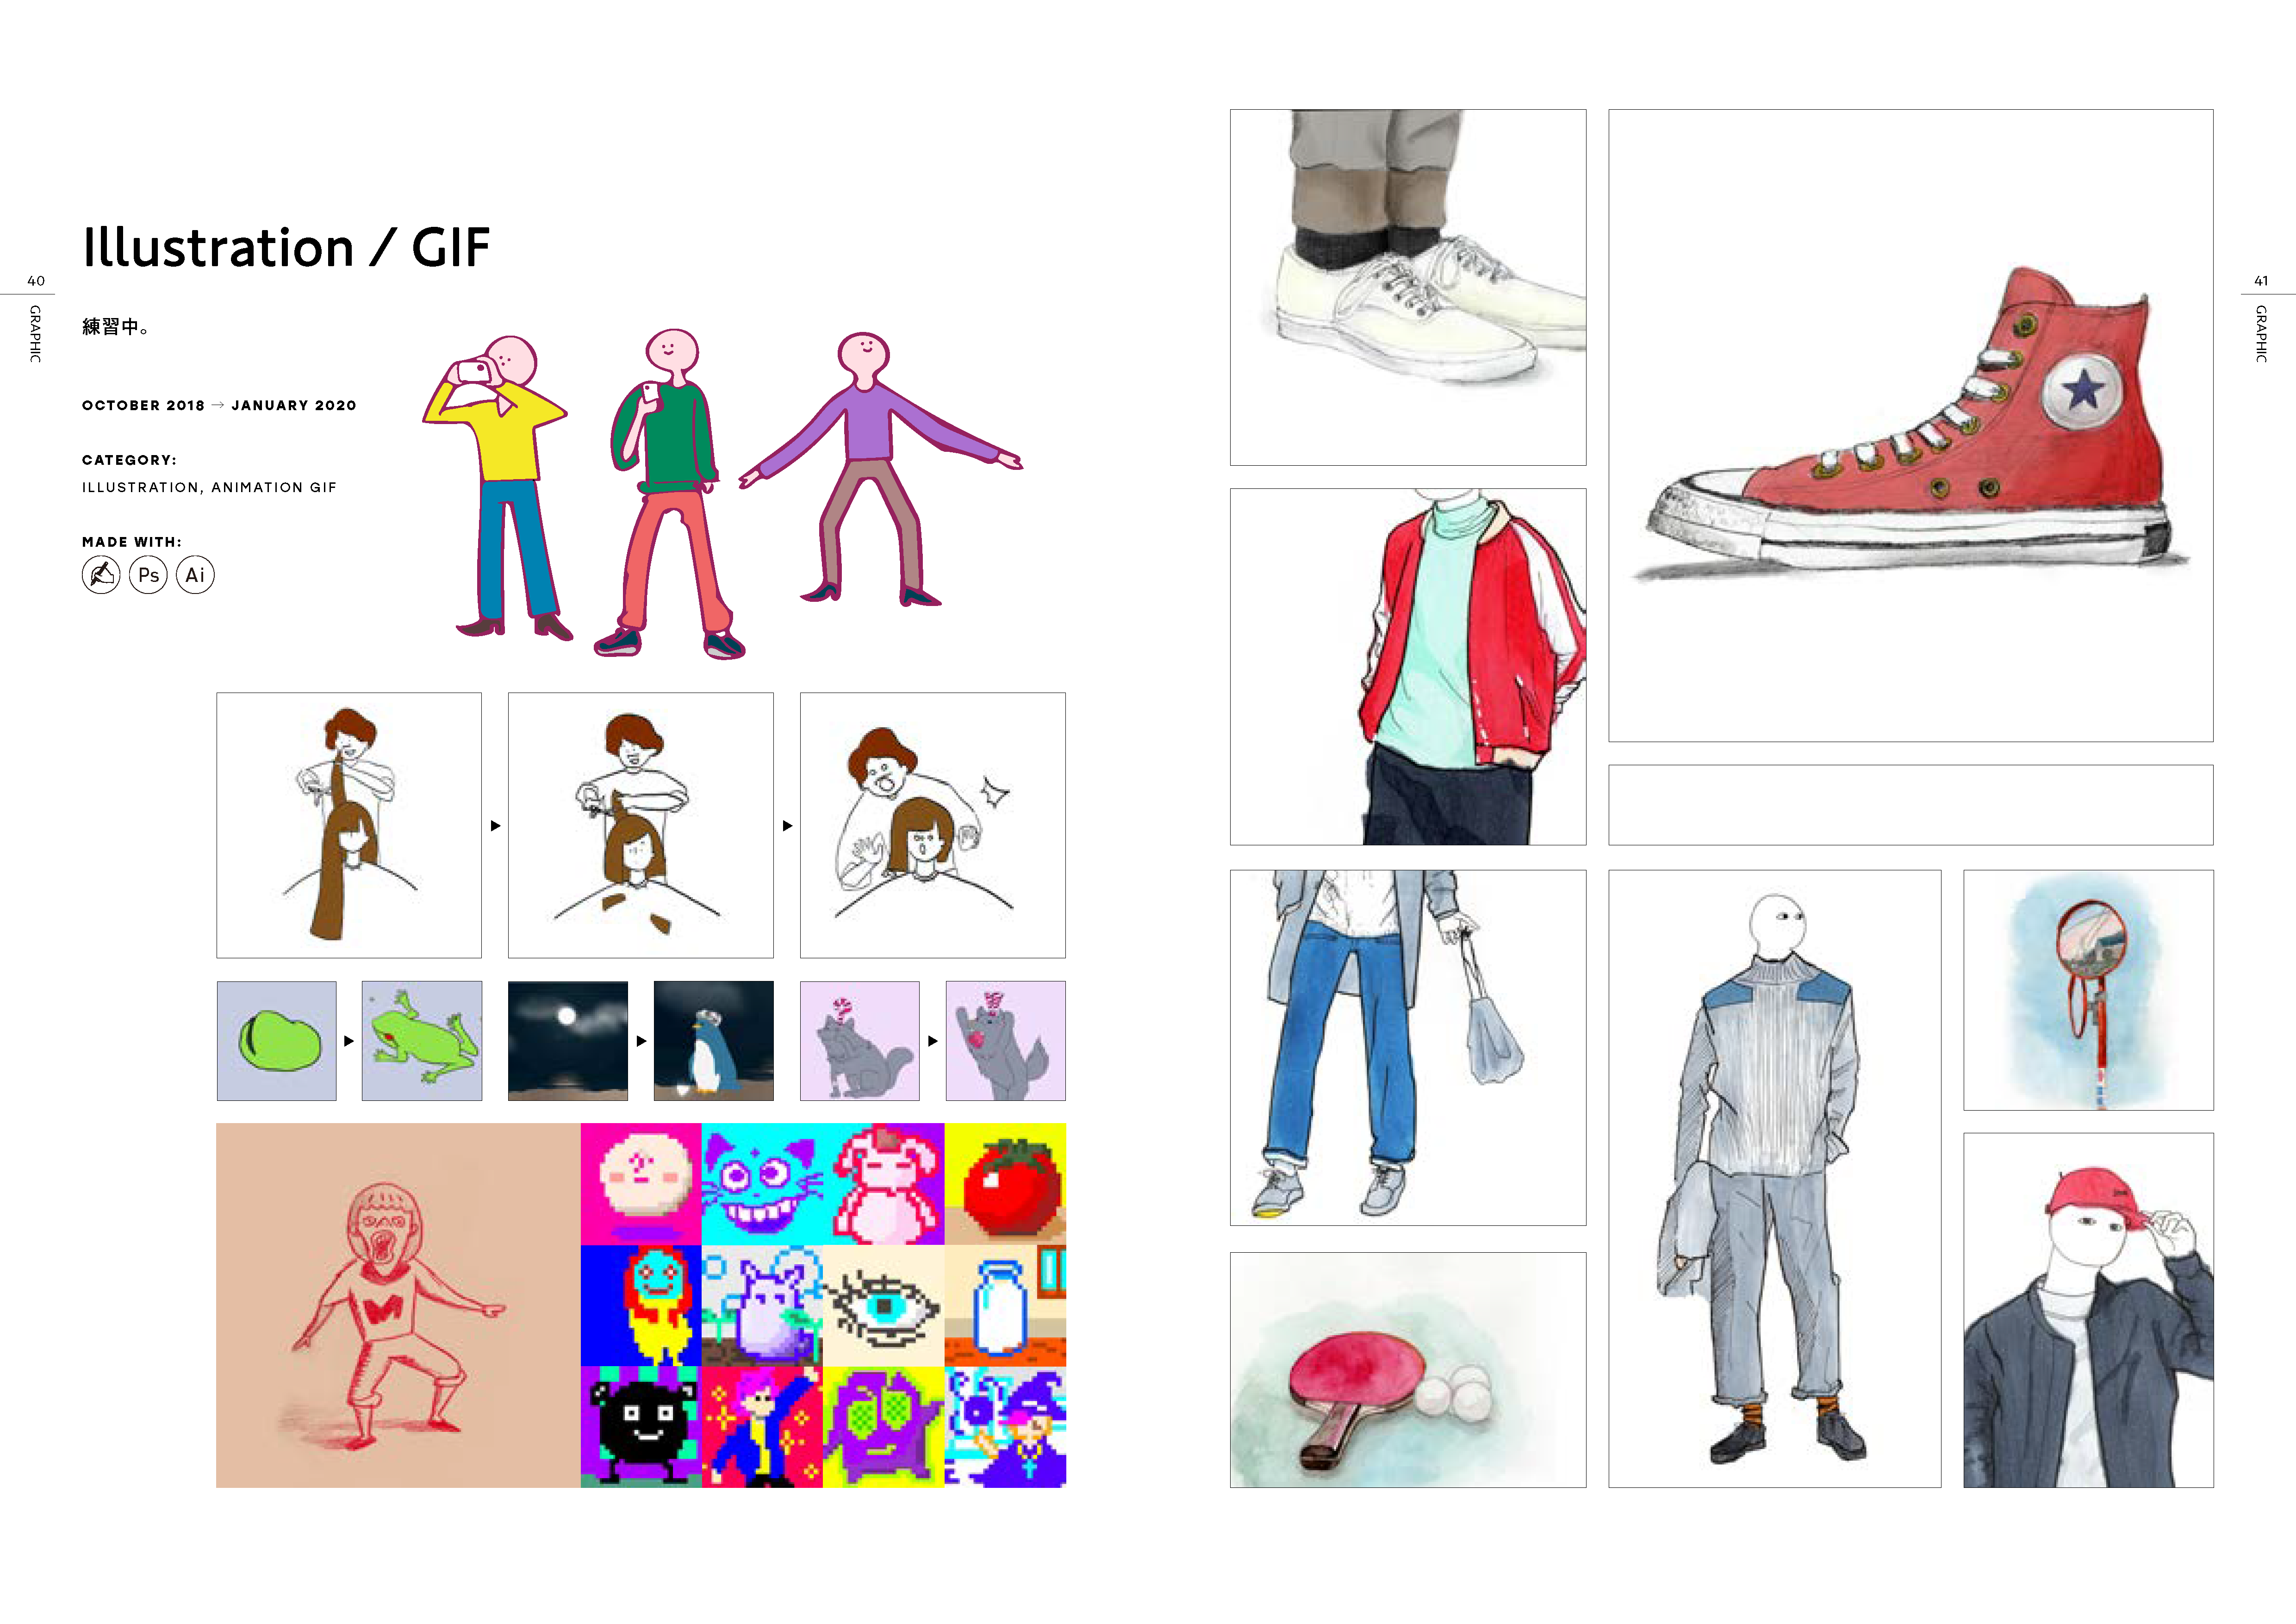 Illustration / GIF
40
GRAPHIC
練習中。
OCTOBER 2018 → JANUARY 2020
CATEGORY:
ILLUSTRATION, ANIMATION GIF
MADE WITH:
Ps Ai
M
41
GRAPHIC